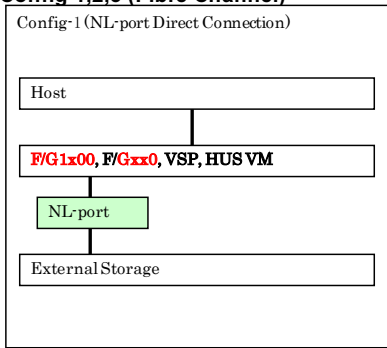 Config-1,2,3 (Fibre Channel)
Config-1 (NL-port Direct Connection)
Host
F/G1x00, F/Gxx0, VSP, HUS VM
NL-port
External Storage